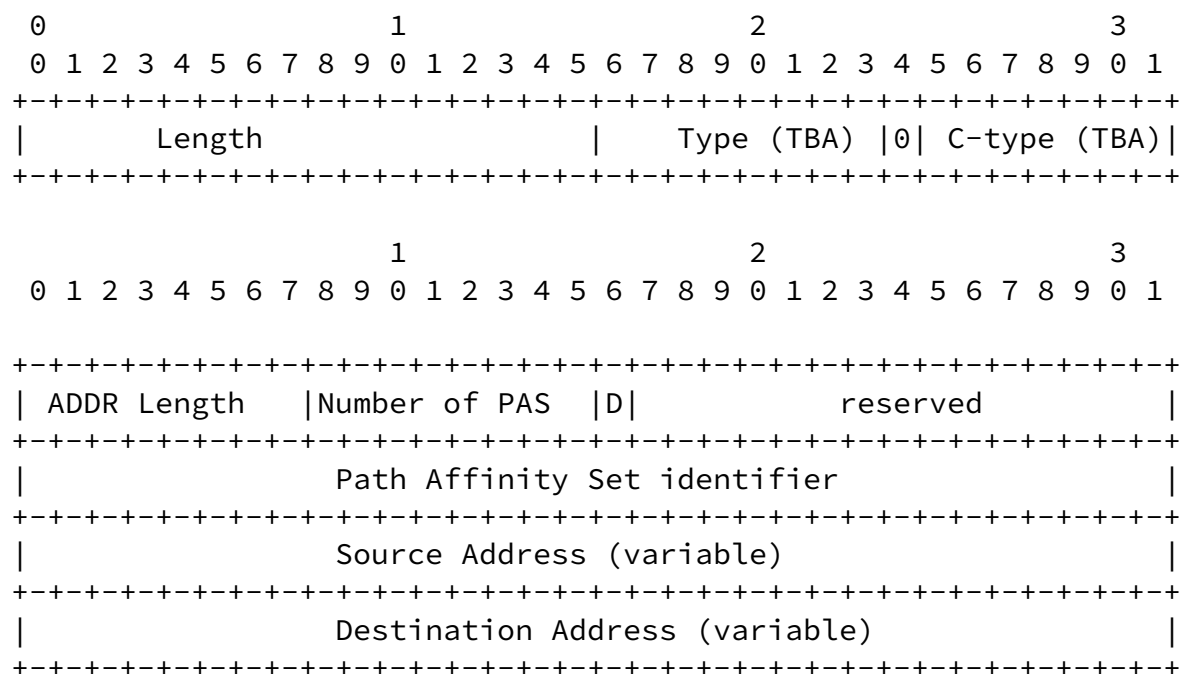 0                   1                   2                   3
 0 1 2 3 4 5 6 7 8 9 0 1 2 3 4 5 6 7 8 9 0 1 2 3 4 5 6 7 8 9 0 1
+-+-+-+-+-+-+-+-+-+-+-+-+-+-+-+-+-+-+-+-+-+-+-+-+-+-+-+-+-+-+-+-+
|       Length                  |    Type (TBA) |0| C-type (TBA)|
+-+-+-+-+-+-+-+-+-+-+-+-+-+-+-+-+-+-+-+-+-+-+-+-+-+-+-+-+-+-+-+-+
                     1                   2                   3
 0 1 2 3 4 5 6 7 8 9 0 1 2 3 4 5 6 7 8 9 0 1 2 3 4 5 6 7 8 9 0 1
+-+-+-+-+-+-+-+-+-+-+-+-+-+-+-+-+-+-+-+-+-+-+-+-+-+-+-+-+-+-+-+-+
| ADDR Length   |Number of PAS  |D|           reserved          |
+-+-+-+-+-+-+-+-+-+-+-+-+-+-+-+-+-+-+-+-+-+-+-+-+-+-+-+-+-+-+-+-+
|                 Path Affinity Set identifier                  |
+-+-+-+-+-+-+-+-+-+-+-+-+-+-+-+-+-+-+-+-+-+-+-+-+-+-+-+-+-+-+-+-+
|                 Source Address (variable)                     |
+-+-+-+-+-+-+-+-+-+-+-+-+-+-+-+-+-+-+-+-+-+-+-+-+-+-+-+-+-+-+-+-+
|                 Destination Address (variable)                |
+-+-+-+-+-+-+-+-+-+-+-+-+-+-+-+-+-+-+-+-+-+-+-+-+-+-+-+-+-+-+-+-+